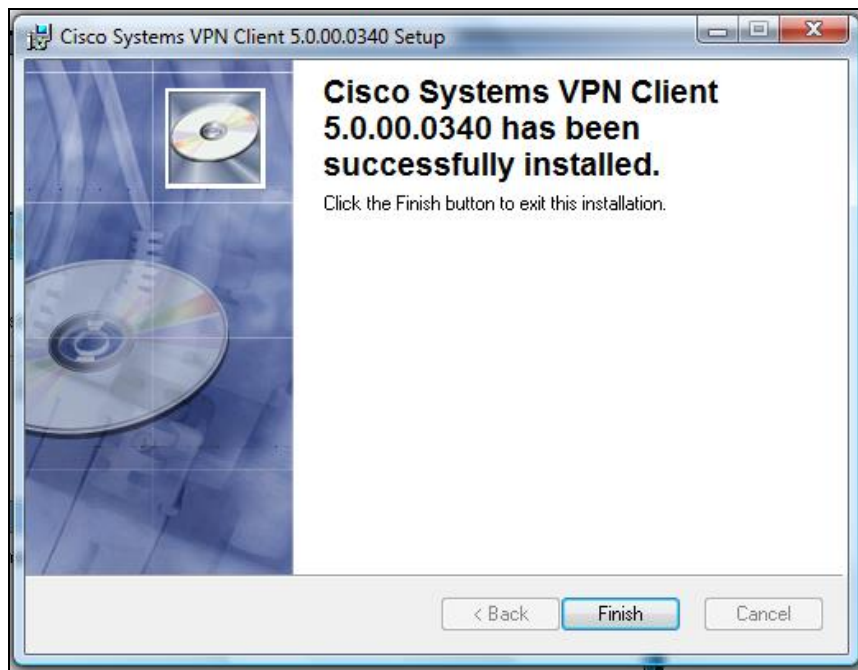 Cisco Systems VPN Client 5.0.00.0340 Setup
Cisco Systems VPN Client
5.0.00.0340 has been
successfully installed.
Click the Finish button to exit this installation.
< Back
Finish
Cancel